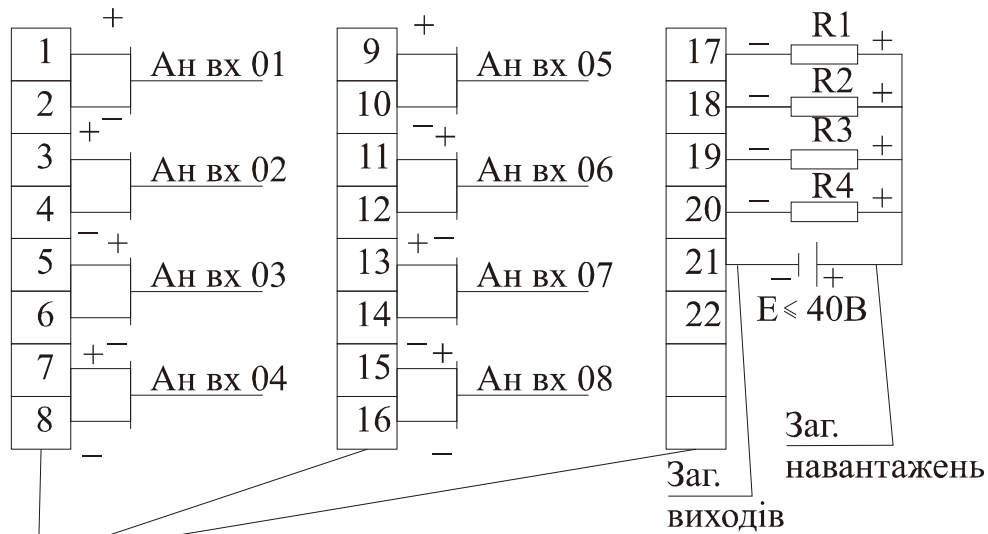 +
1
Ан вх 01
2
+ −
3
Ан вх 02
4
− +
5
Ан вх 03
6
+ −
7
Ан вх 04
8
−
+
9
Ан вх 05
10
− +
11
Ан вх 06
12
+ −
13
Ан вх 07
14
− +
15
Ан вх 08
16
−
17 − R1 +
18 − R2 +
19 − R3 +
20 − R4 +
21 − +
22
E ⩽ 40В
Заг.
навантажень
Заг.
виходів